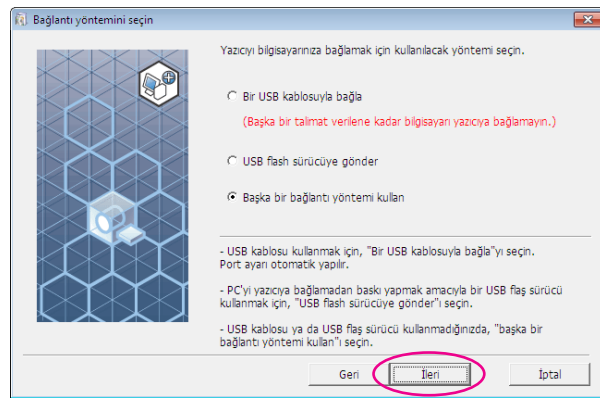 Bağlantı yöntemini seçin
Yazıcıyı bilgisayarınıza bağlamak için kullanılacak yöntemi seçin.
Bir USB kablosuyla bağla
(Başka bir talimat verilene kadar bilgisayarı yazıcıya bağlamayın.)
USB flash sürücüye gönder
Başka bir bağlantı yöntemi kullan
- USB kablosu kullanmak için, "Bir USB kablosuyla bağla"yı seçin.
Port ayarı otomatik yapılır.
- PC'yi yazıcıya bağlamadan baskı yapmak amacıyla bir USB flaş sürücü
kullanmak için, "USB flash sürücüye gönder"i seçin.
- USB kablosu ya da USB flaş sürücü kullanmadığınızda, "başka bir
bağlantı yöntemi kullan"ı seçin.
Geri İleri İptal